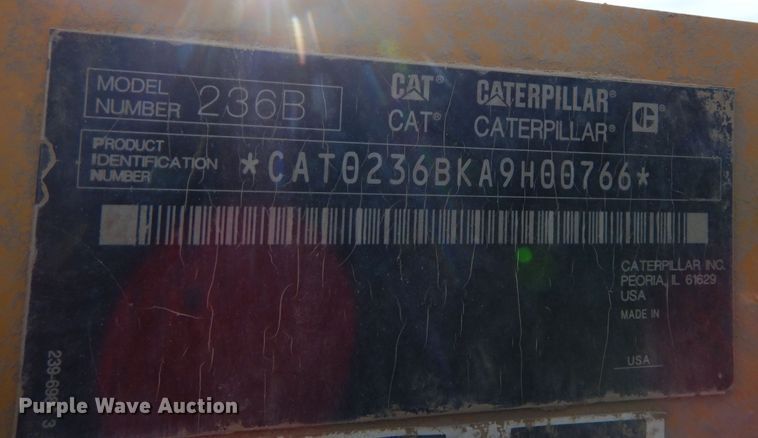 MODEL NUMBER 236B
CAT® CATERPILLAR®
CAT® CATERPILLAR®
PRODUCT IDENTIFICATION NUMBER *CAT0236BKA9H00766*
CATERPILLAR INC.
PEORIA, IL 61629
USA
MADE IN
USA
Purple Wave Auction